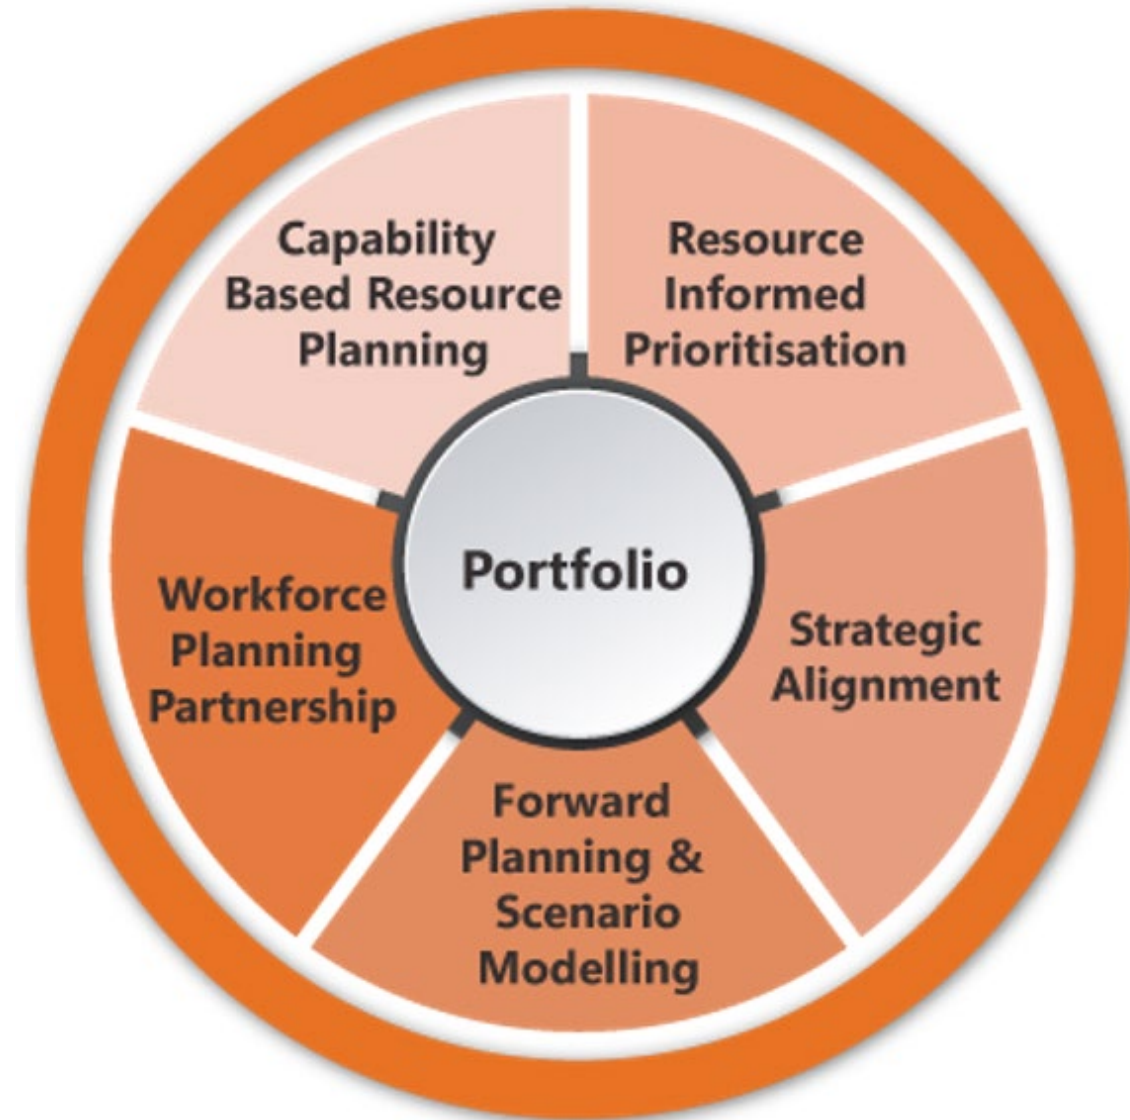 Capability
Based Resource
Planning
Resource
Informed
Prioritisation
Portfolio
Workforce
Planning
Partnership
Strategic
Alignment
Forward
Planning &
Scenario
Modelling